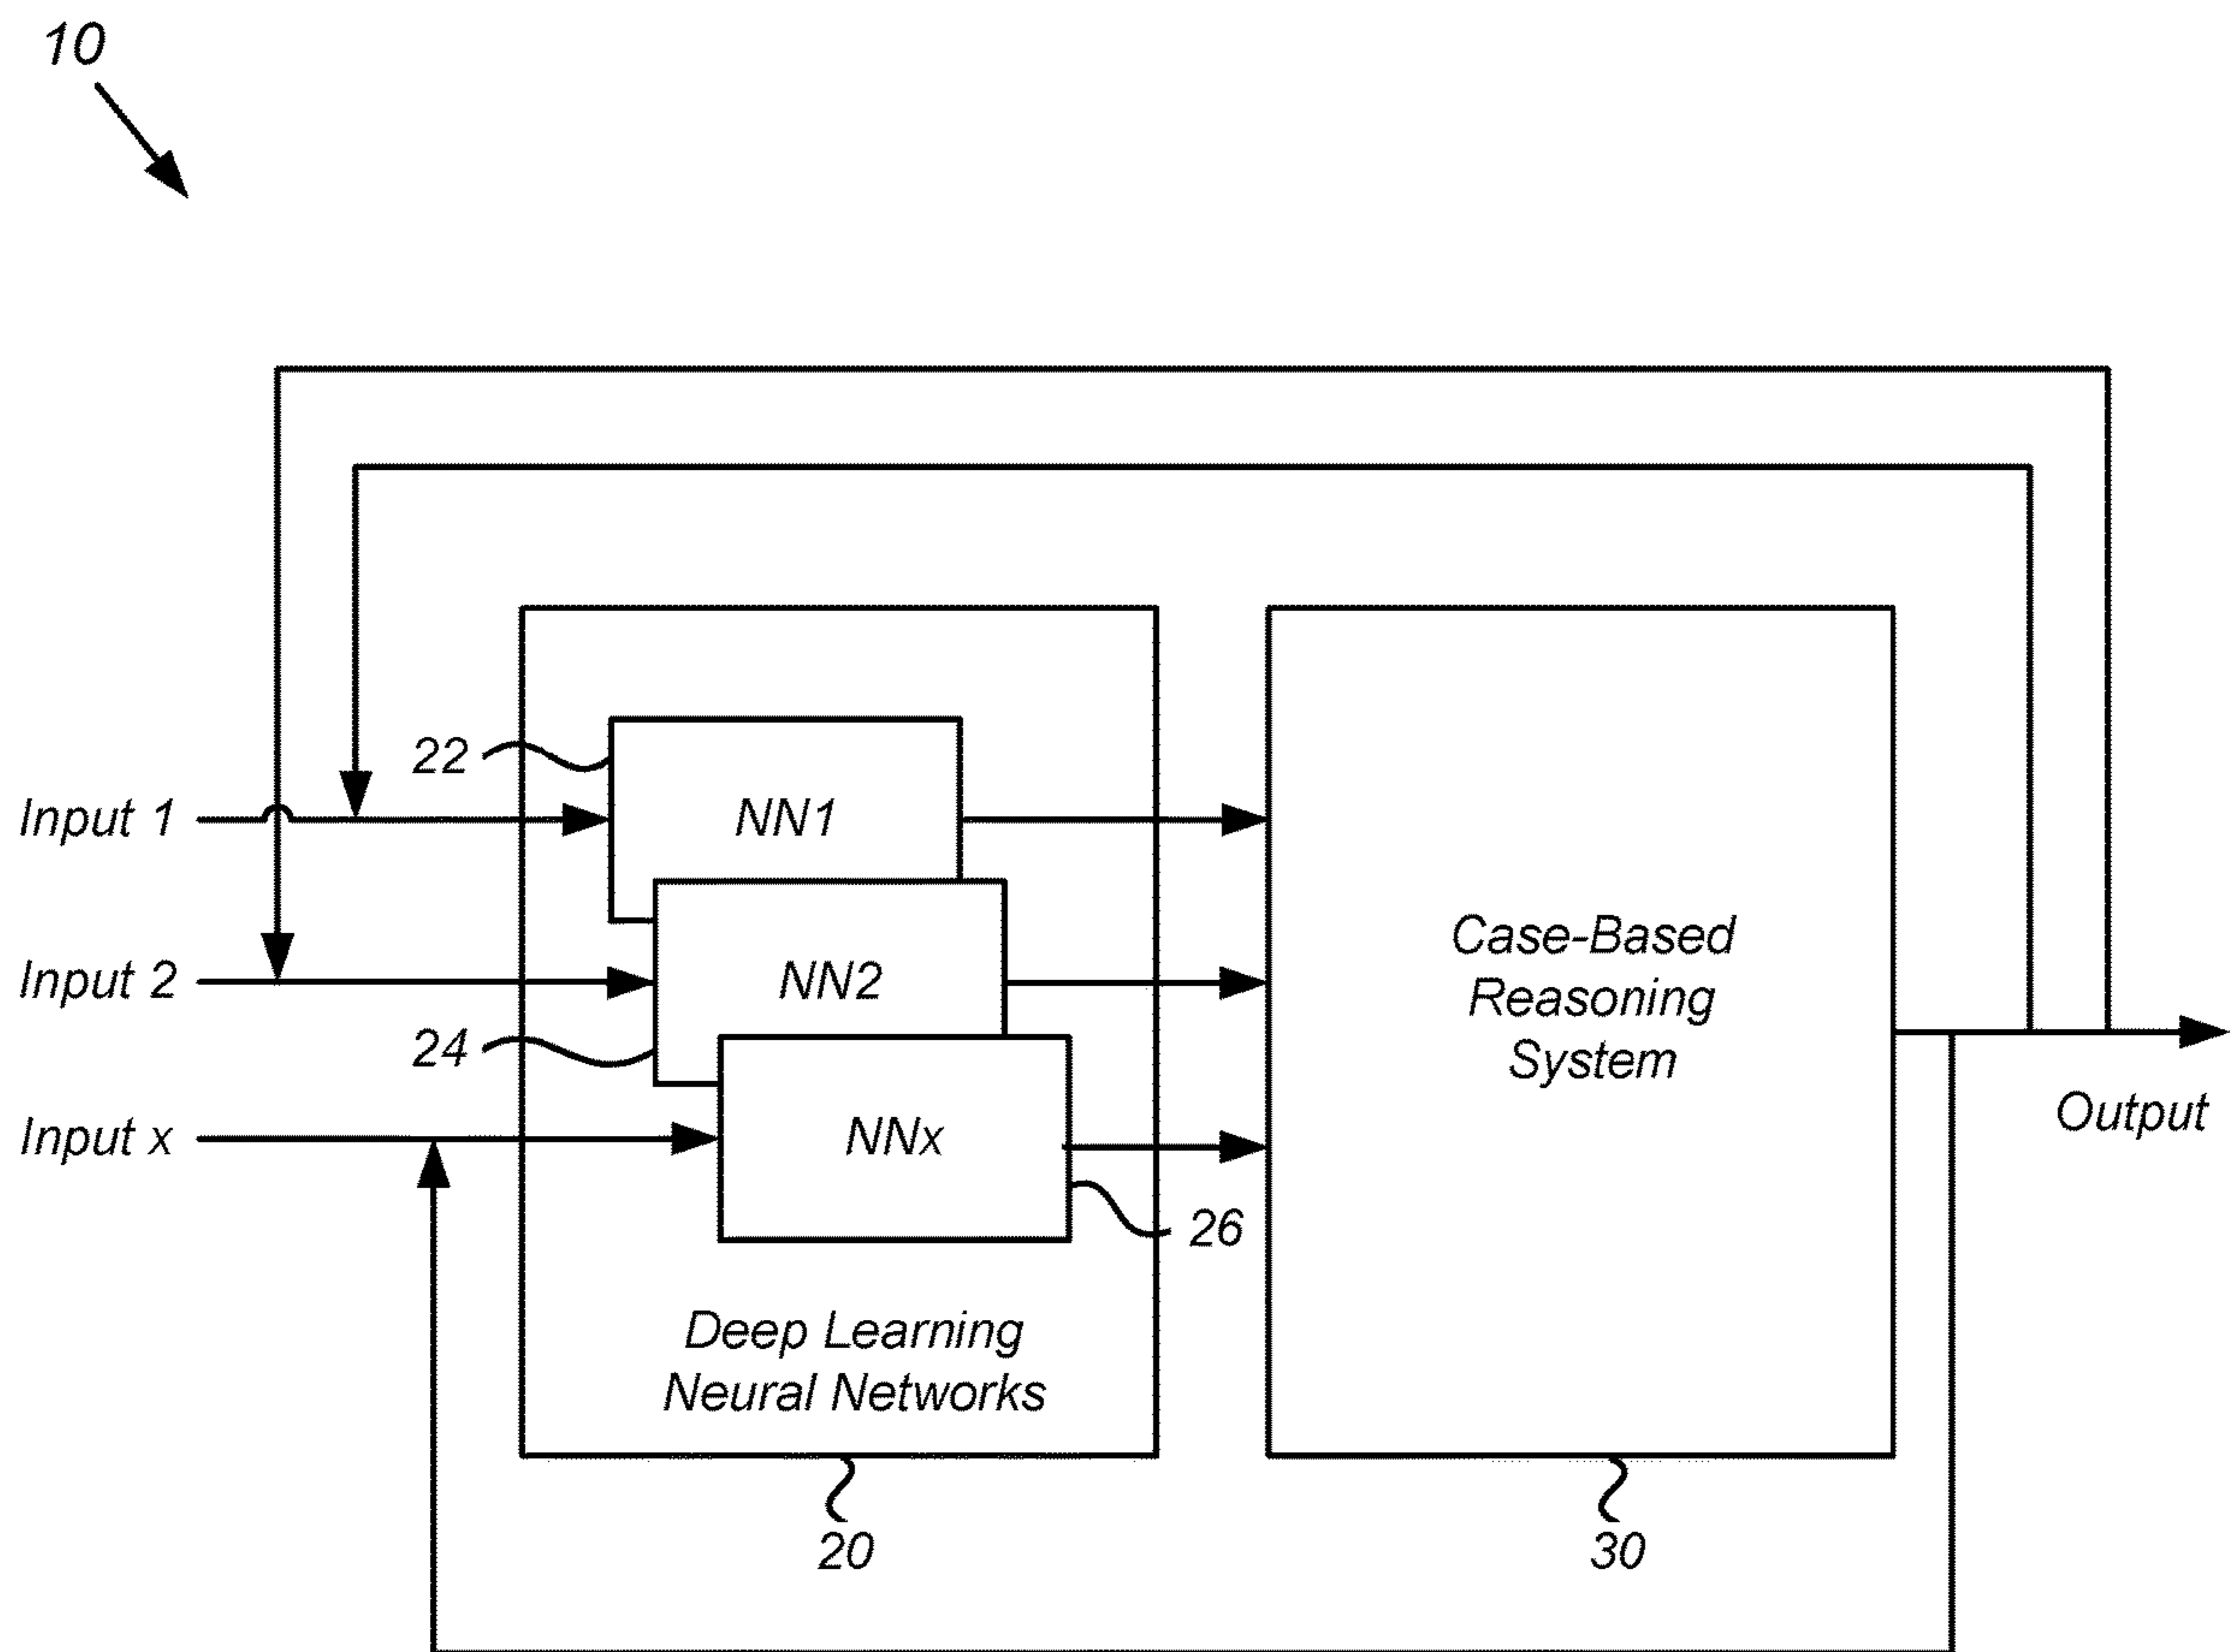 10
22
Input 1
NN1
Input 2
NN2
24
Case-Based
Reasoning
System
Input x
NNx
Output
26
Deep Learning
Neural Networks
20
30